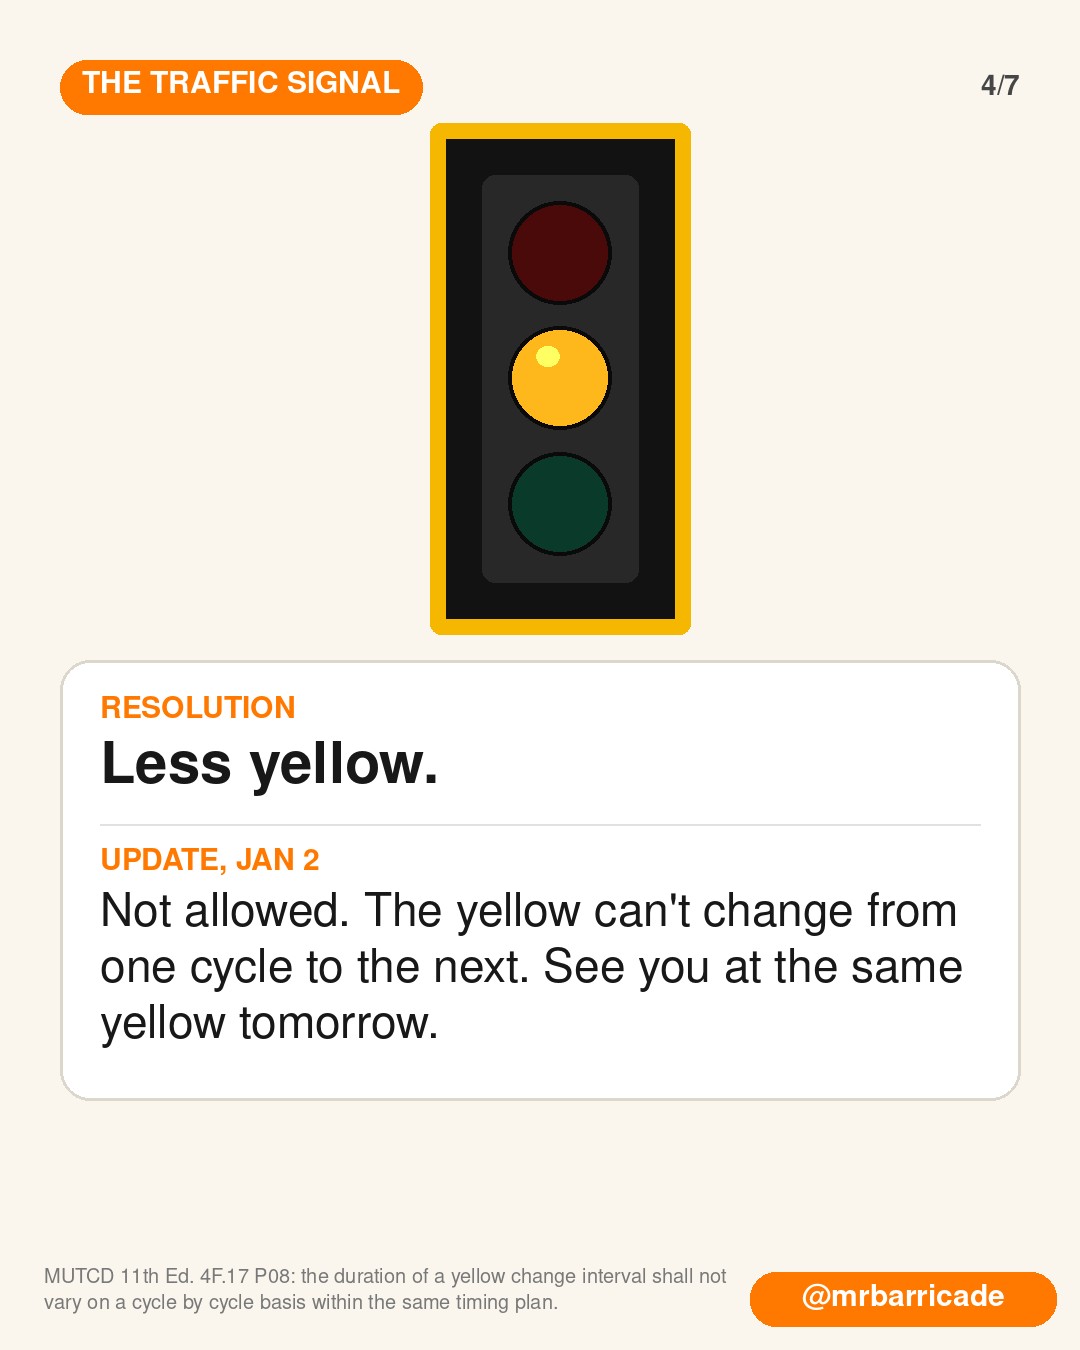 THE TRAFFIC SIGNAL
4/7
RESOLUTION
Less yellow.
UPDATE, JAN 2
Not allowed. The yellow can't change from
one cycle to the next. See you at the same
yellow tomorrow.
MUTCD 11th Ed. 4F.17 P08: the duration of a yellow change interval shall not
vary on a cycle by cycle basis within the same timing plan.
@mrbarricade